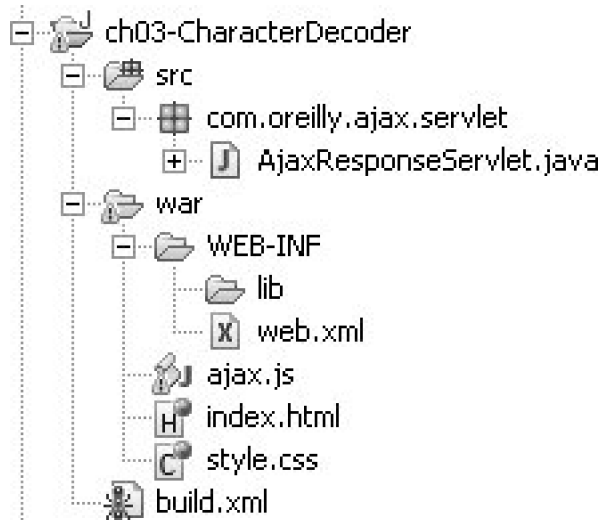 ch03-CharacterDecoder
src
com.oreilly.ajax.servlet
AjaxResponseServlet.java
war
WEB-INF
lib
web.xml
ajax.js
index.html
style.css
build.xml